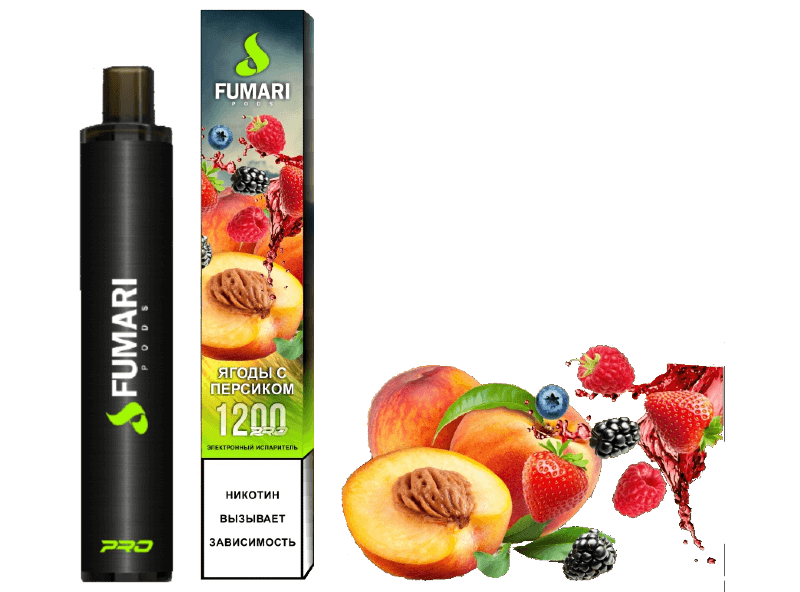 FUMARI
PODS
PRO
FUMARI
PODS
ЯГОДЫ С
ПЕРСИКОМ
1200
PRO
ЭЛЕКТРОННЫЙ ИСПАРИТЕЛЬ
НИКОТИН
ВЫЗЫВАЕТ
ЗАВИСИМОСТЬ